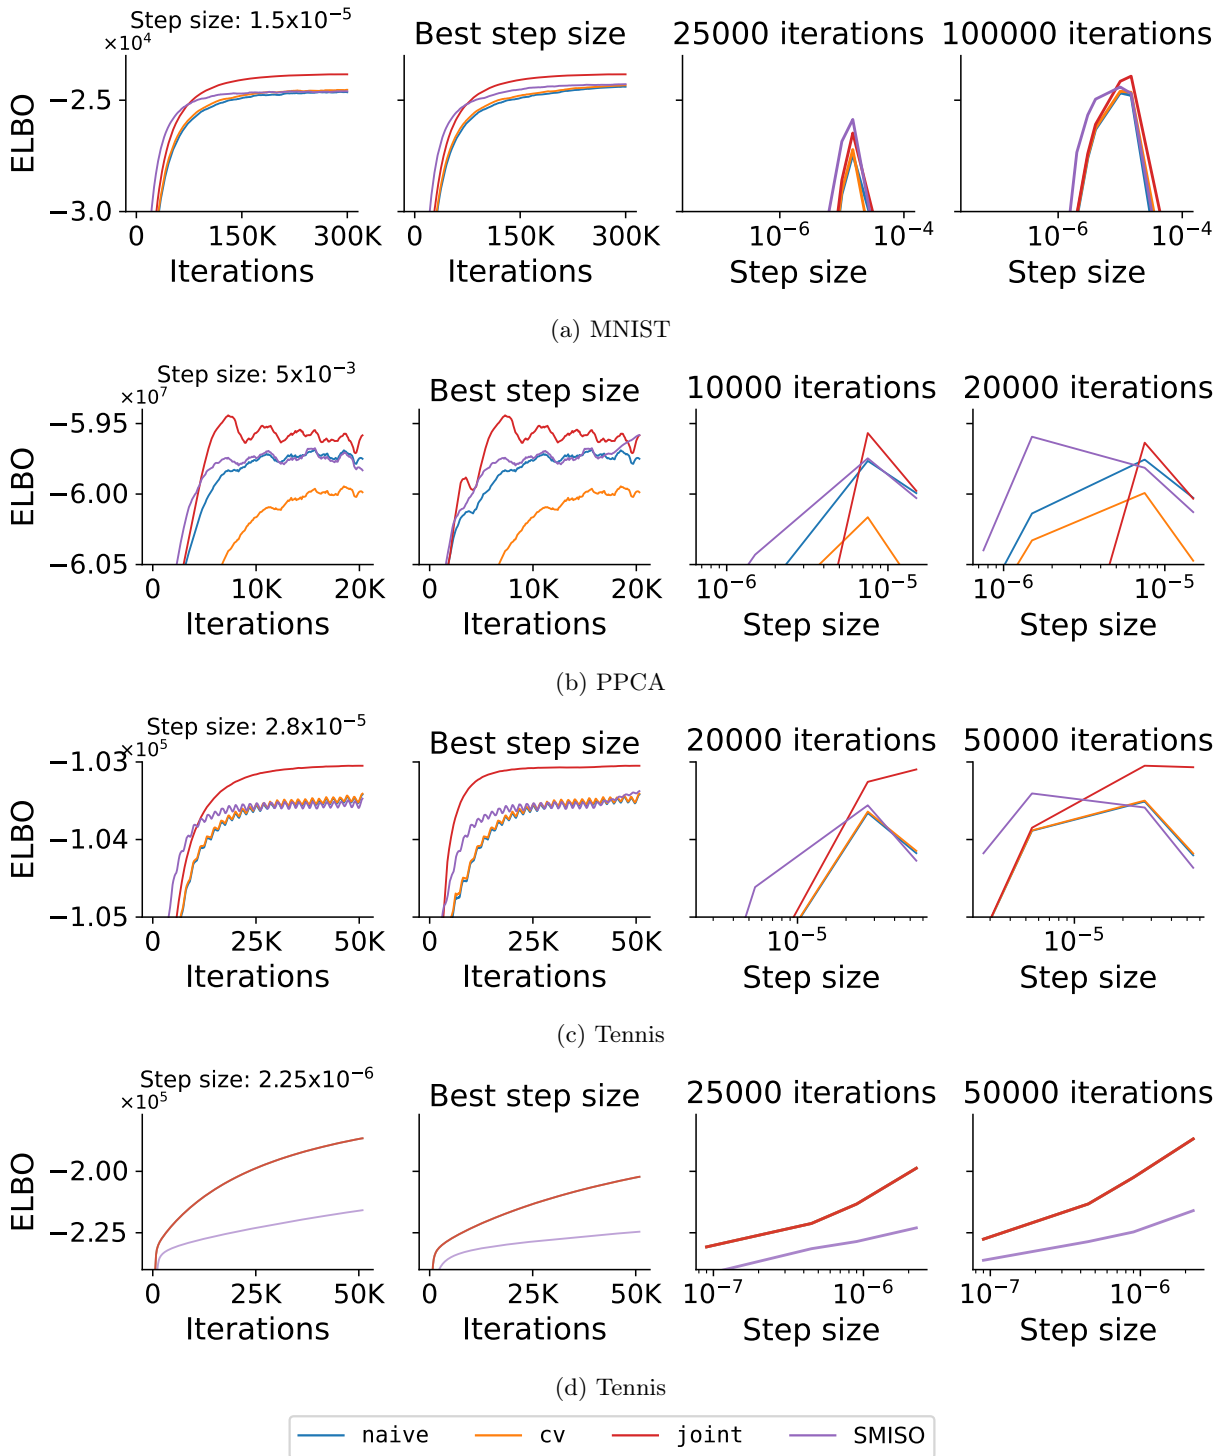 Step size: 1.5x10⁻⁵
Best step size
25000 iterations
100000 iterations
×10⁴
ELBO
−2.5
−3.0
0 150K 300K
0 150K 300K
10⁻⁶ 10⁻⁴
10⁻⁶ 10⁻⁴
Iterations
Iterations
Step size
Step size
(a) MNIST
Step size: 5x10⁻³
Best step size
10000 iterations
20000 iterations
×10⁷
ELBO
−5.95
−6.00
−6.05
0 10K 20K
0 10K 20K
10⁻⁶ 10⁻⁵
10⁻⁶ 10⁻⁵
Iterations
Iterations
Step size
Step size
(b) PPCA
Step size: 2.8x10⁻⁵
Best step size
20000 iterations
50000 iterations
×10⁵
ELBO
−1.03
−1.04
−1.05
0 25K 50K
0 25K 50K
10⁻⁵
10⁻⁵
Iterations
Iterations
Step size
Step size
(c) Tennis
Step size: 2.25x10⁻⁶
Best step size
25000 iterations
50000 iterations
×10⁵
ELBO
−2.00
−2.25
0 25K 50K
0 25K 50K
10⁻⁷ 10⁻⁶
10⁻⁷ 10⁻⁶
Iterations
Iterations
Step size
Step size
(d) Tennis
naive cv joint SMISO